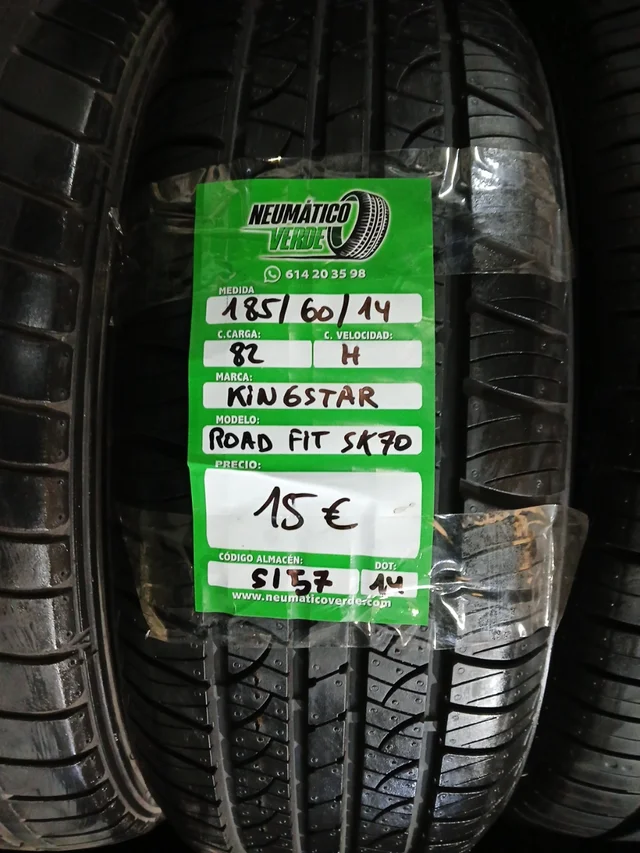 NEUMÁTICO
VERDE
614 20 35 98
MEDIDA
185/60/14
C.CARGA: C. VELOCIDAD:
82 H
MARCA:
KINGSTAR
MODELO:
ROAD FIT SK70
PRECIO:
15 €
CÓDIGO ALMACÉN: DOT:
S157 14
www.neumaticoverde.com